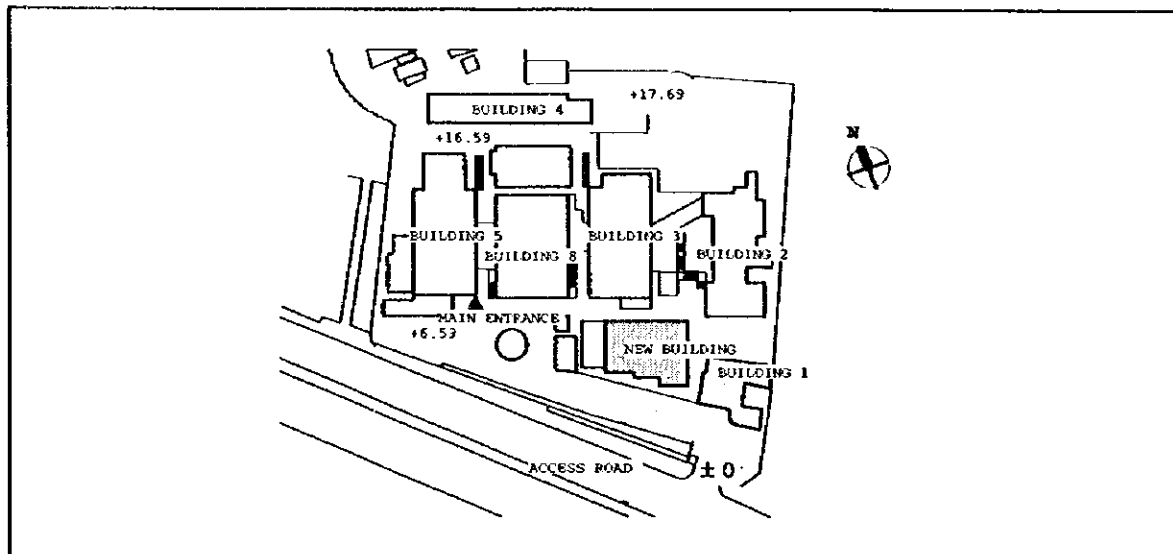 +17.69
BUILDING 4
+16.59
N
BUILDING 5
BUILDING 3
BUILDING 8
BUILDING 2
MAIN ENTRANCE
+6.59
NEW BUILDING
BUILDING 1
ACCESS ROAD
±0